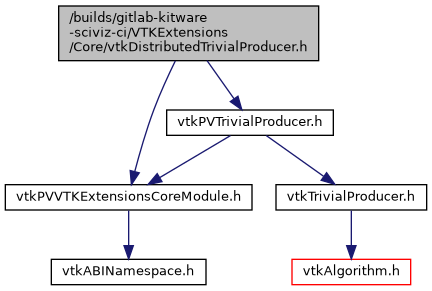 /builds/gitlab-kitware
-sciviz-ci/VTKExtensions
/Core/vtkDistributedTrivialProducer.h
vtkPVTrivialProducer.h
vtkPVVTKExtensionsCoreModule.h
vtkTrivialProducer.h
vtkABINamespace.h
vtkAlgorithm.h